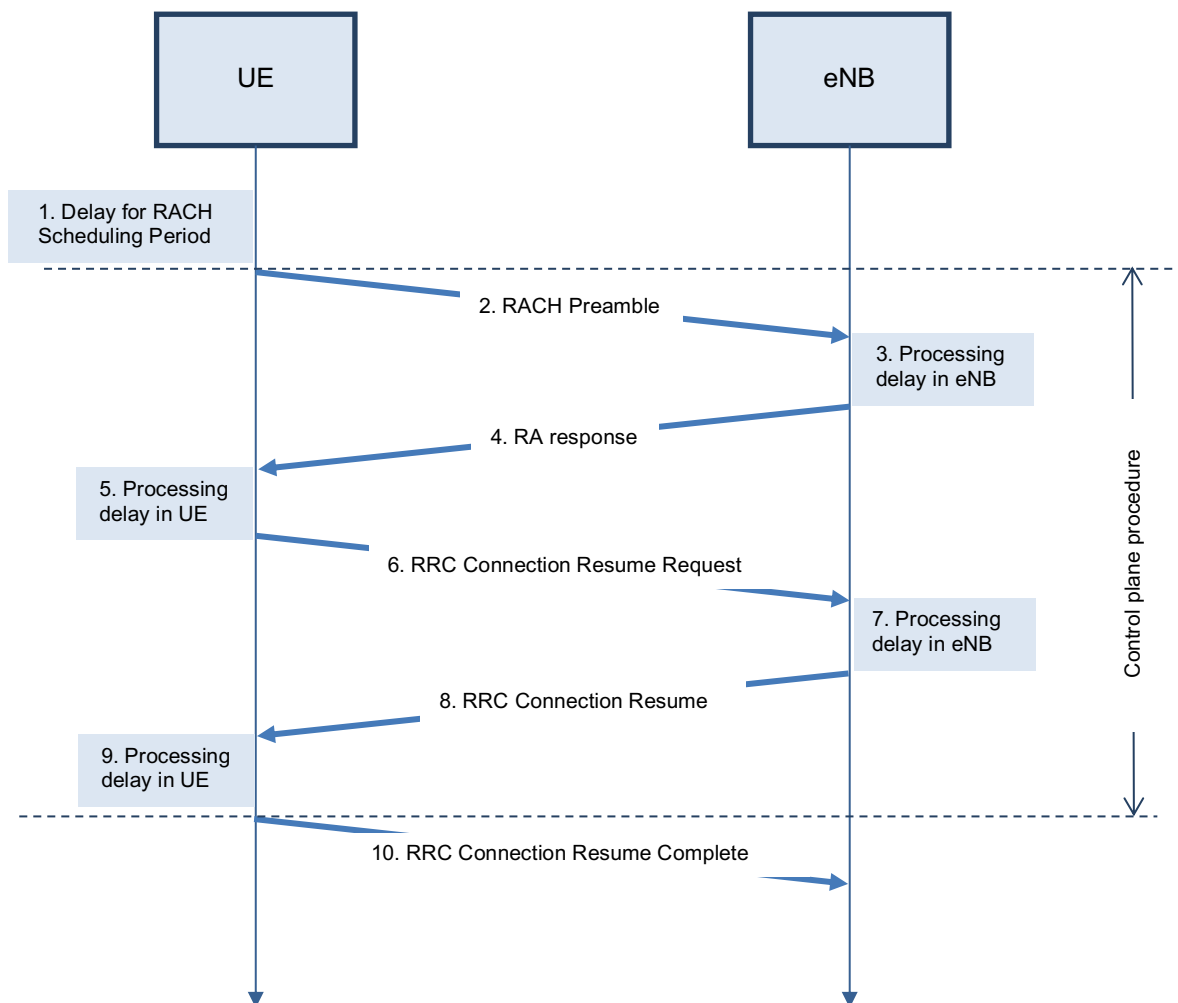 UE
eNB
1. Delay for RACH
Scheduling Period
2. RACH Preamble
3. Processing
delay in eNB
4. RA response
5. Processing
delay in UE
6. RRC Connection Resume Request
7. Processing
delay in eNB
8. RRC Connection Resume
9. Processing
delay in UE
10. RRC Connection Resume Complete
Control plane procedure